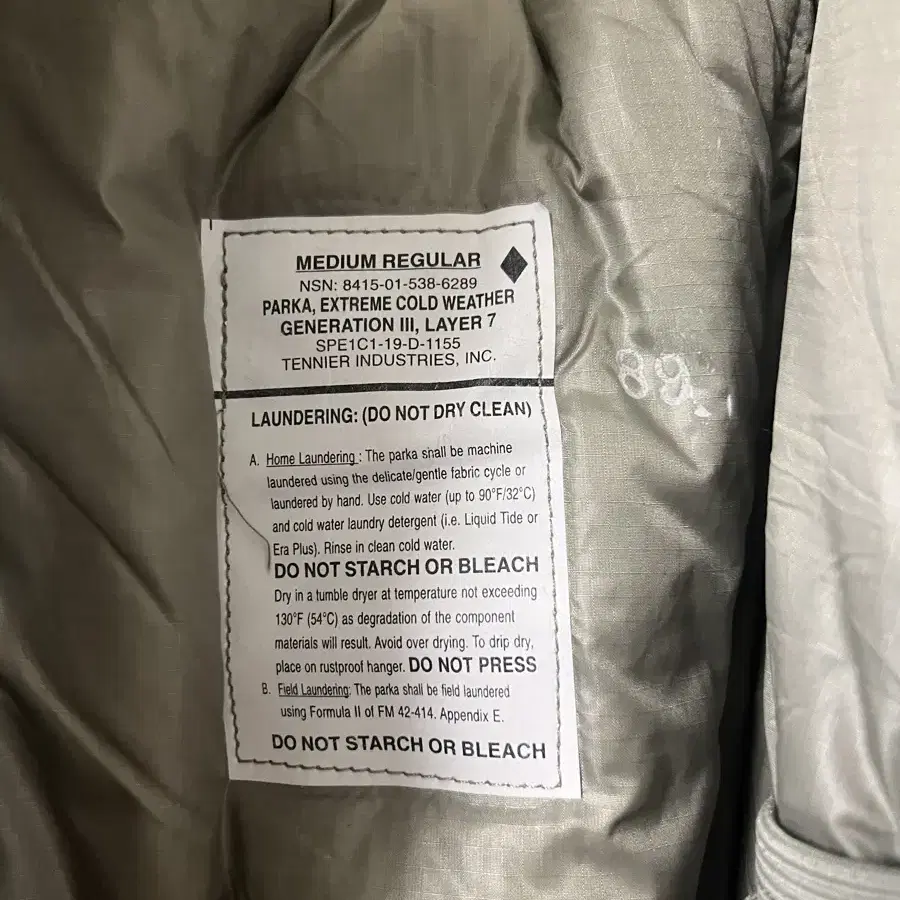 MEDIUM REGULAR
NSN: 8415-01-538-6289
PARKA, EXTREME COLD WEATHER
GENERATION III, LAYER 7
SPE1C1-19-D-1155
TENNIER INDUSTRIES, INC.
LAUNDERING: (DO NOT DRY CLEAN)
A. Home Laundering : The parka shall be machine
laundered using the delicate/gentle fabric cycle or
laundered by hand. Use cold water (up to 90°F/32°C)
and cold water laundry detergent (i.e. Liquid Tide or
Era Plus). Rinse in clean cold water.
DO NOT STARCH OR BLEACH
Dry in a tumble dryer at temperature not exceeding
130°F (54°C) as degradation of the component
materials will result. Avoid over drying. To drip dry,
place on rustproof hanger. DO NOT PRESS
B. Field Laundering: The parka shall be field laundered
using Formula II of FM 42-414. Appendix E.
DO NOT STARCH OR BLEACH